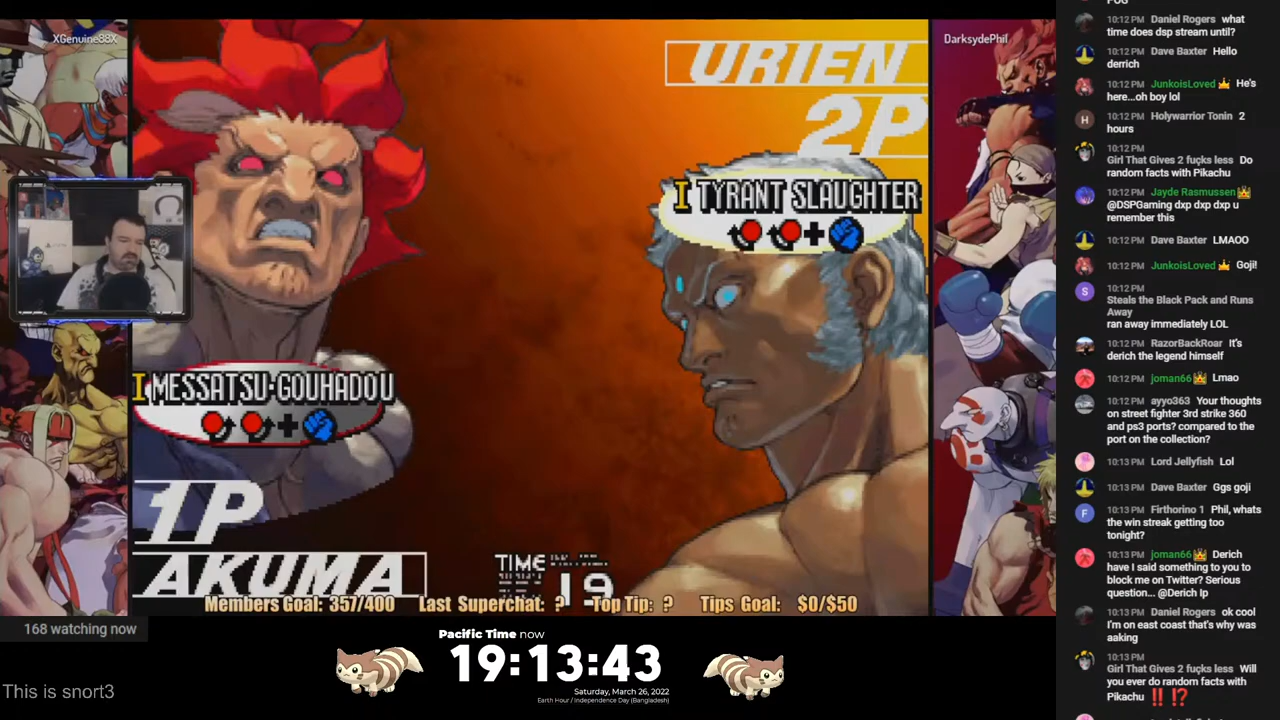 XGenuine88X
DarksydePhil
URIEN
2P
I TYRANT SLAUGHTER
+
I MESSATSU-GOUHADOU
+
1P
AKUMA
TIME
19
Members Goal: 357/400 Last Superchat: ? Top Tip: ? Tips Goal: $0/$50
168 watching now
Pacific Time now
19:13:43
Saturday, March 26, 2022
Earth Hour / Independence Day (Bangladesh)
This is snort3
10:12 PM Daniel Rogers what
time does dsp stream until?
10:12 PM Dave Baxter Hello
derrich
10:12 PM JunkoisLoved He's
here...oh boy lol
H
10:12 PM Holywarrior Tonin 2
hours
10:12 PM
Girl That Gives 2 fuçks less Do
random facts with Pikachu
10:12 PM Jayde Rasmussen
@DSPGaming dxp dxp dxp u
remember this
10:12 PM Dave Baxter LMAOO
10:12 PM JunkoisLoved Goji!
S
10:12 PM
Steals the Black Pack and Runs
Away
ran away immediately LOL
10:12 PM RazorBackRoar It's
derich the legend himself
10:12 PM joman66 Lmao
10:12 PM ayyo363 Your thoughts
on street fighter 3rd strike 360
and ps3 ports? compared to the
port on the collection?
10:13 PM Lord Jellyfish Lol
10:13 PM Dave Baxter Ggs goji
F
10:13 PM Firthorino 1 Phil, whats
the win streak getting too
tonight?
10:13 PM joman66 Derich
have I said something to you to
block me on Twitter? Serious
question... @Derich lp
10:13 PM Daniel Rogers ok cool
I'm on east coast that's why was
aaking
10:13 PM
Girl That Gives 2 fuçks less Will
you ever do random facts with
Pikachu ‼️ ⁉️